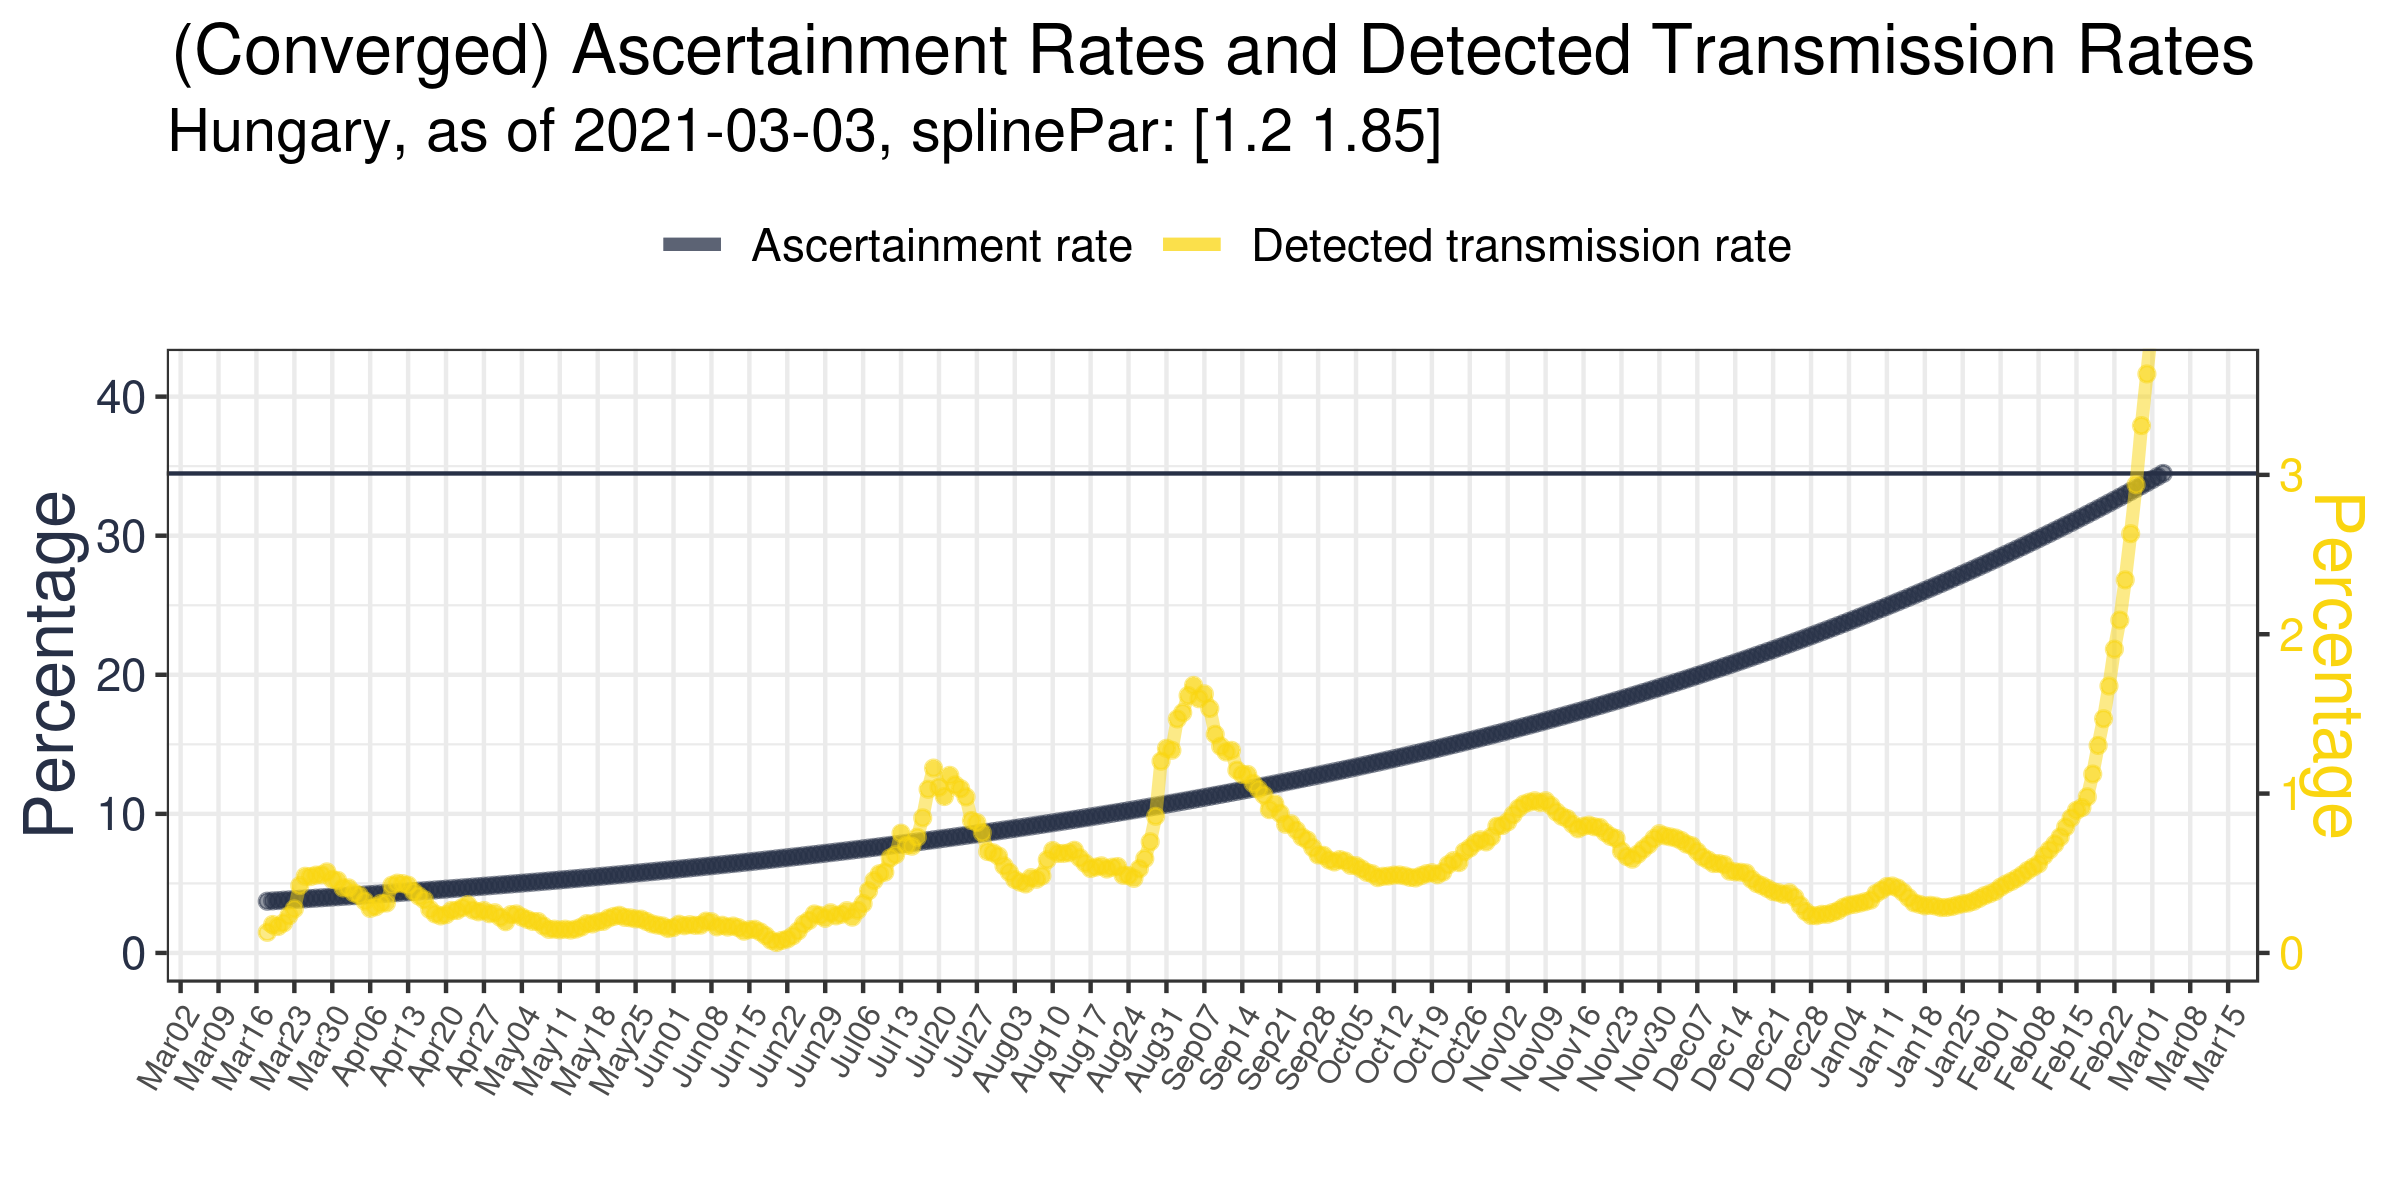 (Converged) Ascertainment Rates and Detected Transmission Rates
Hungary, as of 2021-03-03, splinePar: [1.2 1.85]
Ascertainment rate
Detected transmission rate
Percentage
40
30
20
10
0
3
2
1
0
Percentage
Mar02
Mar09
Mar16
Mar23
Mar30
Apr06
Apr13
Apr20
Apr27
May04
May11
May18
May25
Jun01
Jun08
Jun15
Jun22
Jun29
Jul06
Jul13
Jul20
Jul27
Aug03
Aug10
Aug17
Aug24
Aug31
Sep07
Sep14
Sep21
Sep28
Oct05
Oct12
Oct19
Oct26
Nov02
Nov09
Nov16
Nov23
Nov30
Dec07
Dec14
Dec21
Dec28
Jan04
Jan11
Jan18
Jan25
Feb01
Feb08
Feb15
Feb22
Mar01
Mar08
Mar15